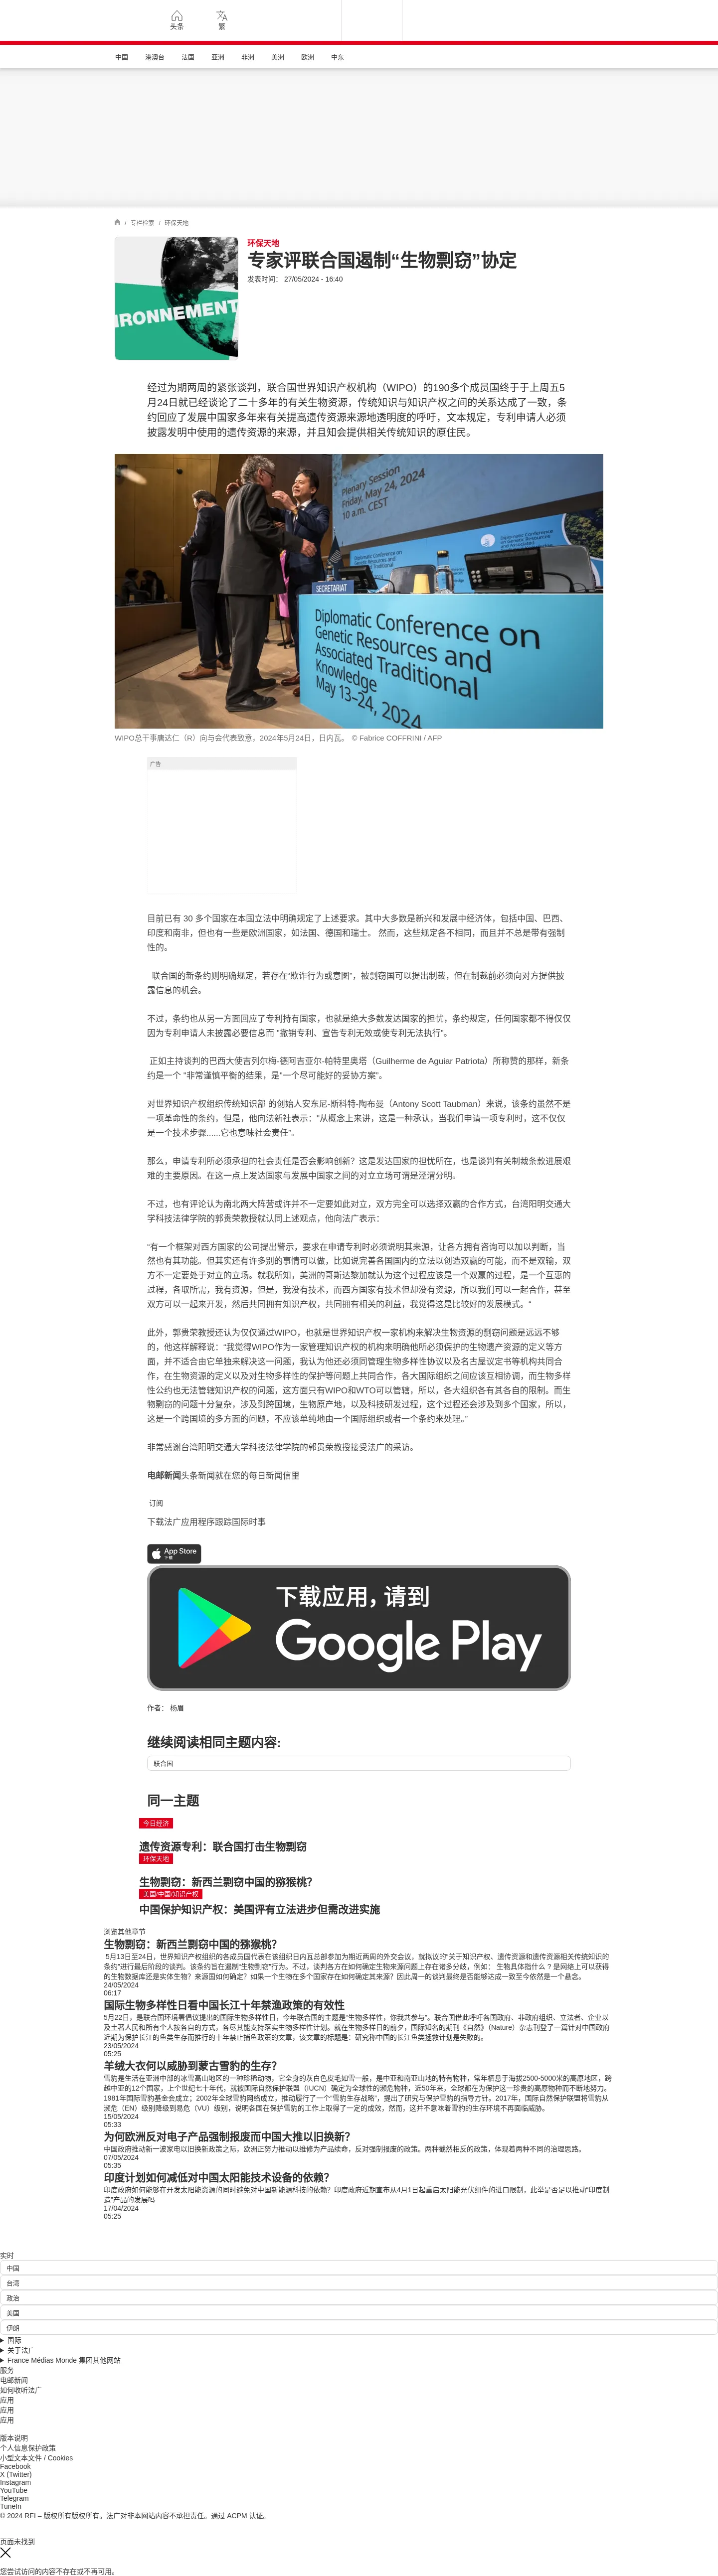 头条
繁
中国
港澳台
法国
亚洲
非洲
美洲
欧洲
中东
/ 专栏检索 / 环保天地
IRONNEMENT
环保天地
专家评联合国遏制“生物剽窃”协定
发表时间： 27/05/2024 - 16:40
经过为期两周的紧张谈判，联合国世界知识产权机构（WIPO）的190多个成员国终于于上周五5
月24日就已经谈论了二十多年的有关生物资源，传统知识与知识产权之间的关系达成了一致，条
约回应了发展中国家多年来有关提高遗传资源来源地透明度的呼吁，文本规定，专利申请人必须
披露发明中使用的遗传资源的来源，并且知会提供相关传统知识的原住民。
Plenary Session
Friday, May 24, 2024
10 a.m. CEST
SECRETARIAT
Diplomatic Conference on
Genetic Resources and
Associated Traditional
Knowledge
May 13-24, 2024
WIPO总干事唐达仁（R）向与会代表致意，2024年5月24日，日内瓦。 © Fabrice COFFRINI / AFP
广告
目前已有 30 多个国家在本国立法中明确规定了上述要求。其中大多数是新兴和发展中经济体，包括中国、巴西、
印度和南非，但也有一些是欧洲国家，如法国、德国和瑞士。 然而，这些规定各不相同，而且并不总是带有强制
性的。
联合国的新条约则明确规定，若存在“欺诈行为或意图”，被剽窃国可以提出制裁，但在制裁前必须向对方提供披
露信息的机会。
不过，条约也从另一方面回应了专利持有国家，也就是绝大多数发达国家的担忧，条约规定，任何国家都不得仅仅
因为专利申请人未披露必要信息而 “撤销专利、宣告专利无效或使专利无法执行”。
正如主持谈判的巴西大使吉列尔梅-德阿吉亚尔-帕特里奥塔（Guilherme de Aguiar Patriota）所称赞的那样，新条
约是一个 “非常谨慎平衡的结果，是“一个尽可能好的妥协方案”。
对世界知识产权组织传统知识部 的创始人安东尼-斯科特-陶布曼（Antony Scott Taubman）来说，该条约虽然不是
一项革命性的条约，但是，他向法新社表示：“从概念上来讲，这是一种承认，当我们申请一项专利时，这不仅仅
是一个技术步骤......它也意味社会责任“。
那么，申请专利所必须承担的社会责任是否会影响创新？这是发达国家的担忧所在，也是谈判有关制裁条款进展艰
难的主要原因。在这一点上发达国家与发展中国家之间的对立立场可谓是泾渭分明。
不过，也有评论认为南北两大阵营或许并不一定要如此对立，双方完全可以选择双赢的合作方式，台湾阳明交通大
学科技法律学院的郭贵荣教授就认同上述观点，他向法广表示：
“有一个框架对西方国家的公司提出警示，要求在申请专利时必须说明其来源，让各方拥有咨询可以加以判断，当
然也有其功能。但其实还有许多别的事情可以做，比如说完善各国国内的立法以创造双赢的可能，而不是双输，双
方不一定要处于对立的立场。就我所知，美洲的哥斯达黎加就认为这个过程应该是一个双赢的过程，是一个互惠的
过程，各取所需，我有资源，但是，我没有技术，而西方国家有技术但却没有资源，所以我们可以一起合作，甚至
双方可以一起来开发，然后共同拥有知识产权，共同拥有相关的利益，我觉得这是比较好的发展模式。“
此外，郭贵荣教授还认为仅仅通过WIPO，也就是世界知识产权一家机构来解决生物资源的剽窃问题是远远不够
的，他这样解释说：“我觉得WIPO作为一家管理知识产权的机构来明确他所必须保护的生物遗产资源的定义等方
面，并不适合由它单独来解决这一问题，我认为他还必须同管理生物多样性协议以及名古屋议定书等机构共同合
作，在生物资源的定义以及对生物多样性的保护等问题上共同合作，各大国际组织之间应该互相协调，而生物多样
性公约也无法管辖知识产权的问题，这方面只有WIPO和WTO可以管辖，所以，各大组织各有其各自的限制。而生
物剽窃的问题十分复杂，涉及到跨国境，生物原产地，以及科技研发过程，这个过程还会涉及到多个国家，所以，
这是一个跨国境的多方面的问题，不应该单纯地由一个国际组织或者一个条约来处理。”
非常感谢台湾阳明交通大学科技法律学院的郭贵荣教授接受法广的采访。
电邮新闻头条新闻就在您的每日新闻信里
订阅
下载法广应用程序跟踪国际时事
App Store
下载
下载应用，请到
Google Play
作者： 杨眉
继续阅读相同主题内容:
联合国
同一主题
今日经济
遗传资源专利：联合国打击生物剽窃
环保天地
生物剽窃：新西兰剽窃中国的猕猴桃？
美国/中国/知识产权
中国保护知识产权：美国评有立法进步但需改进实施
浏览其他章节
生物剽窃：新西兰剽窃中国的猕猴桃？
5月13日至24日，世界知识产权组织的各成员国代表在该组织日内瓦总部参加为期近两周的外交会议，就拟议的“关于知识产权、遗传资源和遗传资源相关传统知识的
条约”进行最后阶段的谈判。该条约旨在遏制“生物剽窃”行为。不过，谈判各方在如何确定生物来源问题上存在诸多分歧，例如： 生物具体指什么 ? 是网络上可以获得
的生物数据库还是实体生物？来源国如何确定？如果一个生物在多个国家存在如何确定其来源？因此周一的谈判最终是否能够达成一致至今依然是一个悬念。
24/05/2024
06:17
国际生物多样性日看中国长江十年禁渔政策的有效性
5月22日，是联合国环境署倡议提出的国际生物多样性日，今年联合国的主题是“生物多样性，你我共参与”。联合国借此呼吁各国政府、非政府组织、立法者、企业以
及土著人民和所有个人按各自的方式，各尽其能支持落实生物多样性计划。就在生物多样日的前夕，国际知名的期刊《自然》（Nature）杂志刊登了一篇针对中国政府
近期为保护长江的鱼类生存而推行的十年禁止捕鱼政策的文章，该文章的标题是：研究称中国的长江鱼类拯救计划是失败的。
23/05/2024
05:25
羊绒大衣何以威胁到蒙古雪豹的生存？
雪豹是生活在亚洲中部的冰雪高山地区的一种珍稀动物，它全身的灰白色皮毛如雪一般，是中亚和南亚山地的特有物种，常年栖息于海拔2500-5000米的高原地区，跨
越中亚的12个国家，上个世纪七十年代，就被国际自然保护联盟（IUCN）确定为全球性的濒危物种，近50年来，全球都在为保护这一珍贵的高原物种而不断地努力。
1981年国际雪豹基金会成立；2002年全球雪豹网络成立，推动履行了一个“雪豹生存战略”，提出了研究与保护雪豹的指导方针。2017年，国际自然保护联盟将雪豹从
濒危（EN）级别降级到易危（VU）级别，说明各国在保护雪豹的工作上取得了一定的成效，然而，这并不意味着雪豹的生存环境不再面临威胁。
15/05/2024
05:33
为何欧洲反对电子产品强制报废而中国大推以旧换新？
中国政府推动新一波家电以旧换新政策之际，欧洲正努力推动以维修为产品续命，反对强制报废的政策。两种截然相反的政策，体现着两种不同的治理思路。
07/05/2024
05:35
印度计划如何减低对中国太阳能技术设备的依赖？
印度政府如何能够在开发太阳能资源的同时避免对中国新能源科技的依赖？印度政府近期宣布从4月1日起重启太阳能光伏组件的进口限制，此举是否足以推动“印度制
造”产品的发展吗
17/04/2024
05:25
实时
中国
台湾
政治
美国
伊朗
国际
关于法广
France Médias Monde 集团其他网站
服务
电邮新闻
如何收听法广
应用
应用
应用
版本说明
个人信息保护政策
小型文本文件 / Cookies
Facebook
X (Twitter)
Instagram
YouTube
Telegram
TuneIn
© 2024 RFI – 版权所有版权所有。法广对非本网站内容不承担责任。通过 ACPM 认证。
页面未找到
您尝试访问的内容不存在或不再可用。